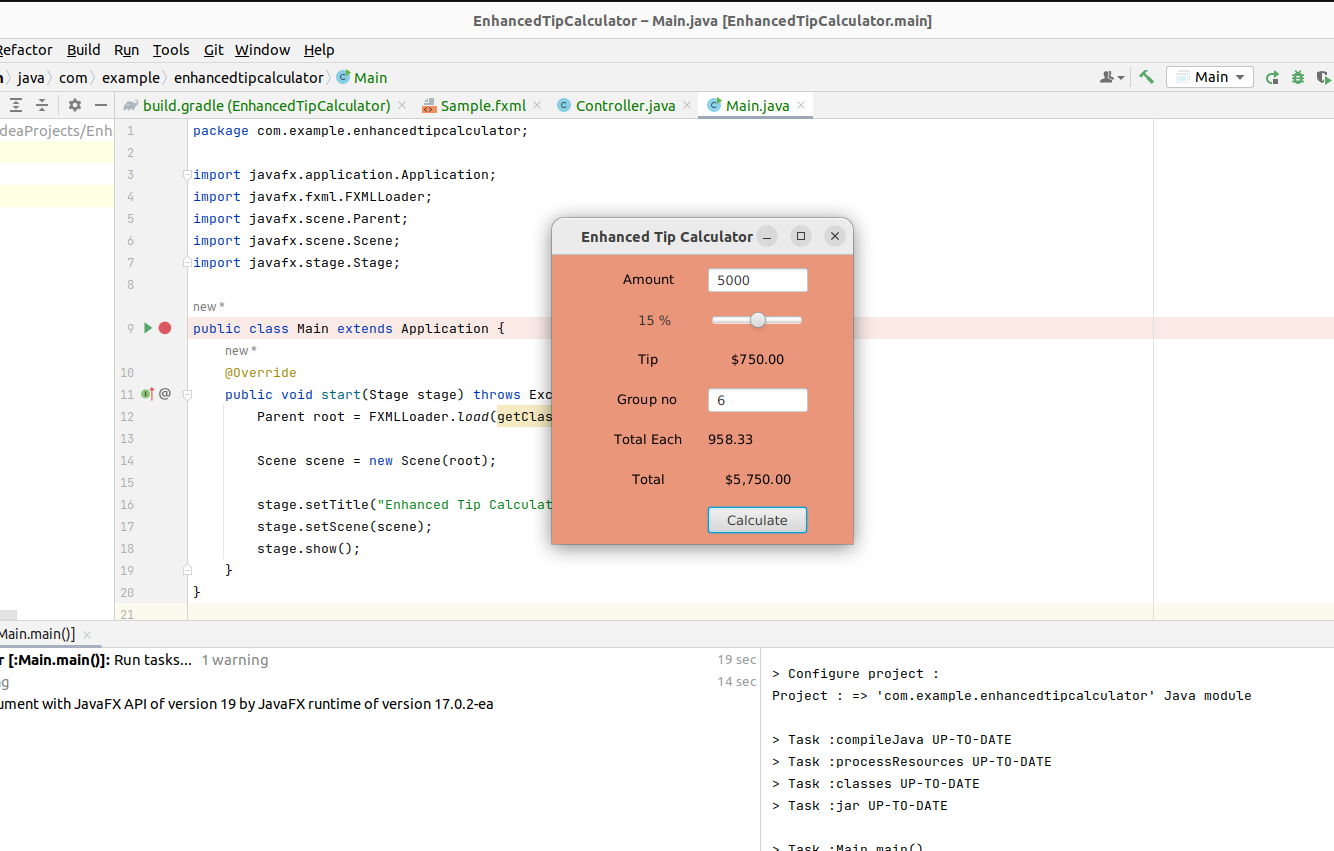 EnhancedTipCalculator – Main.java [EnhancedTipCalculator.main]
Refactor Build Run Tools Git Window Help
java com example enhancedtipcalculator Main
Main
build.gradle (EnhancedTipCalculator) Sample.fxml Controller.java Main.java
deaProjects/Enh
1 package com.example.enhancedtipcalculator;
2
3 import javafx.application.Application;
4 import javafx.fxml.FXMLLoader;
5 import javafx.scene.Parent;
6 import javafx.scene.Scene;
7 import javafx.stage.Stage;
8
new *
9 public class Main extends Application {
new *
10 @Override
11 public void start(Stage stage) throws Exc
12 Parent root = FXMLLoader.load(getClas
13
14 Scene scene = new Scene(root);
15
16 stage.setTitle("Enhanced Tip Calculat
17 stage.setScene(scene);
18 stage.show();
19 }
20 }
21
Enhanced Tip Calculator
Amount 5000
15 %
Tip $750.00
Group no 6
Total Each 958.33
Total $5,750.00
Calculate
Main.main()]
r [:Main.main()]: Run tasks... 1 warning 19 sec
ng 14 sec
ument with JavaFX API of version 19 by JavaFX runtime of version 17.0.2-ea
> Configure project :
Project : => 'com.example.enhancedtipcalculator' Java module
> Task :compileJava UP-TO-DATE
> Task :processResources UP-TO-DATE
> Task :classes UP-TO-DATE
> Task :jar UP-TO-DATE
> Task :Main.main()